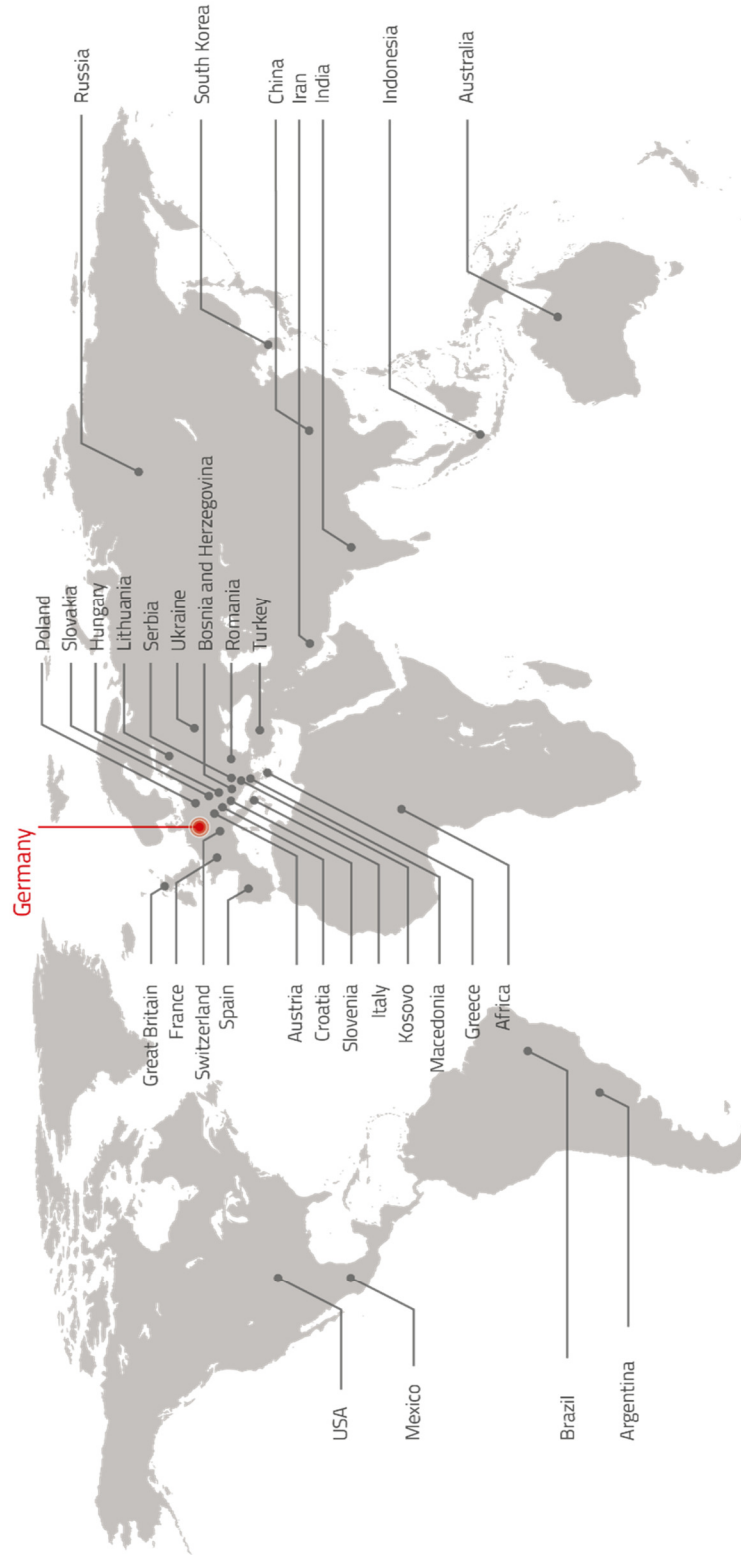 Germany
Poland
Slovakia
Hungary
Lithuania
Serbia
Ukraine
Bosnia and Herzegovina
Romania
Turkey
Russia
South Korea
China
Iran
India
Indonesia
Australia
Great Britain
France
Switzerland
Spain
Austria
Croatia
Slovenia
Italy
Kosovo
Macedonia
Greece
Africa
USA
Mexico
Brazil
Argentina